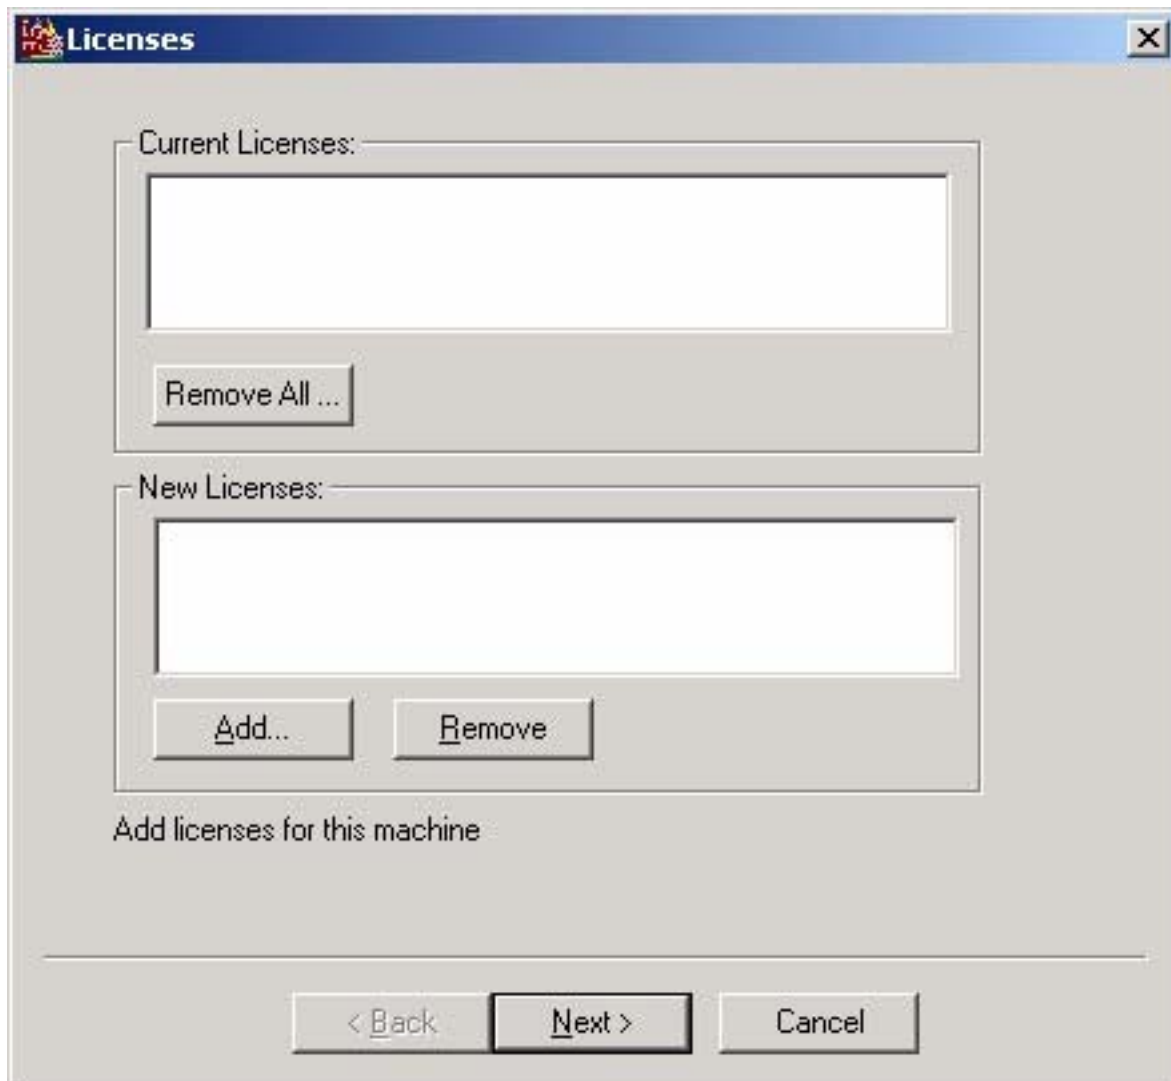 Licenses
Current Licenses:
Remove All ...
New Licenses:
Add...
Remove
Add licenses for this machine
< Back
Next >
Cancel